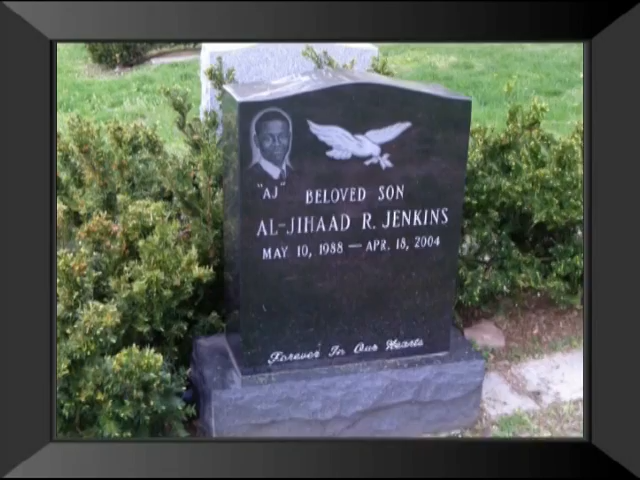 "AJ"
BELOVED SON
AL-JIHAAD R. JENKINS
MAY 10, 1988 — APR. 18, 2004
Forever In Our Hearts